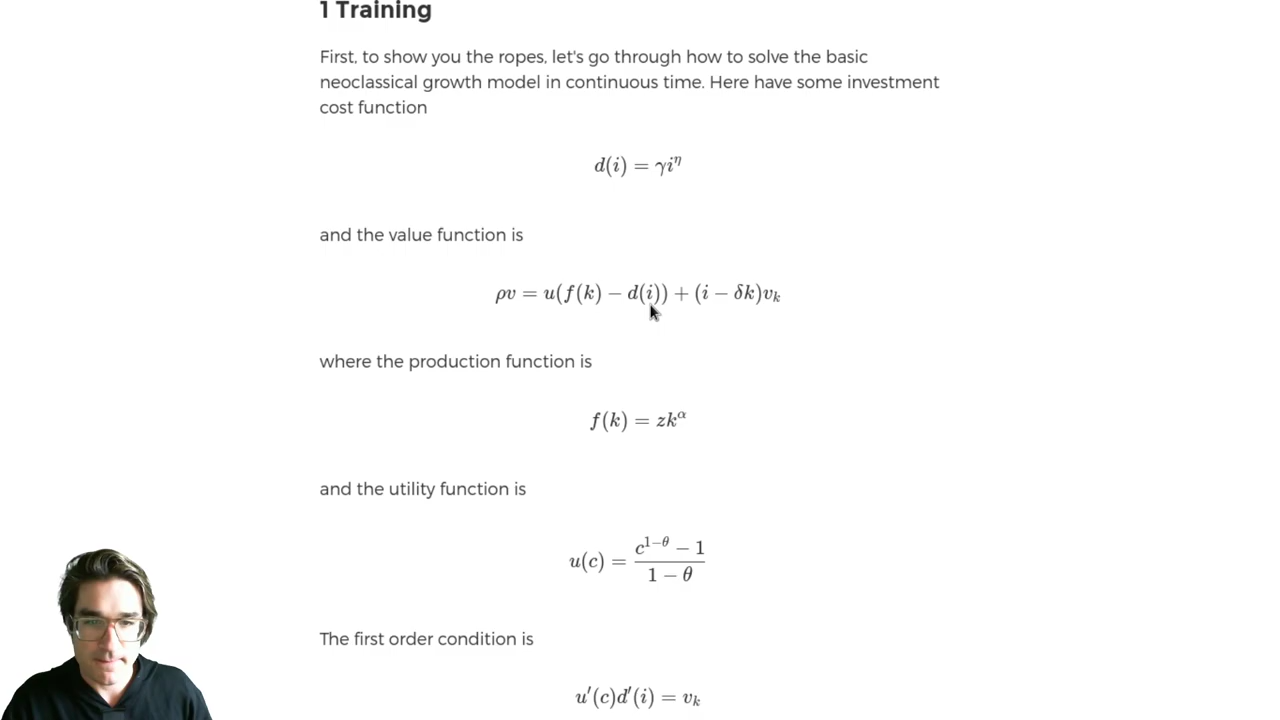 1 Training
First, to show you the ropes, let's go through how to solve the basic
neoclassical growth model in continuous time. Here have some investment
cost function
d(i) = γi^η
and the value function is
ρv = u(f(k) − d(i)) + (i − δk)v_k
where the production function is
f(k) = zk^α
and the utility function is
u(c) = (c^{1−θ} − 1) / (1 − θ)
The first order condition is
u′(c)d′(i) = v_k